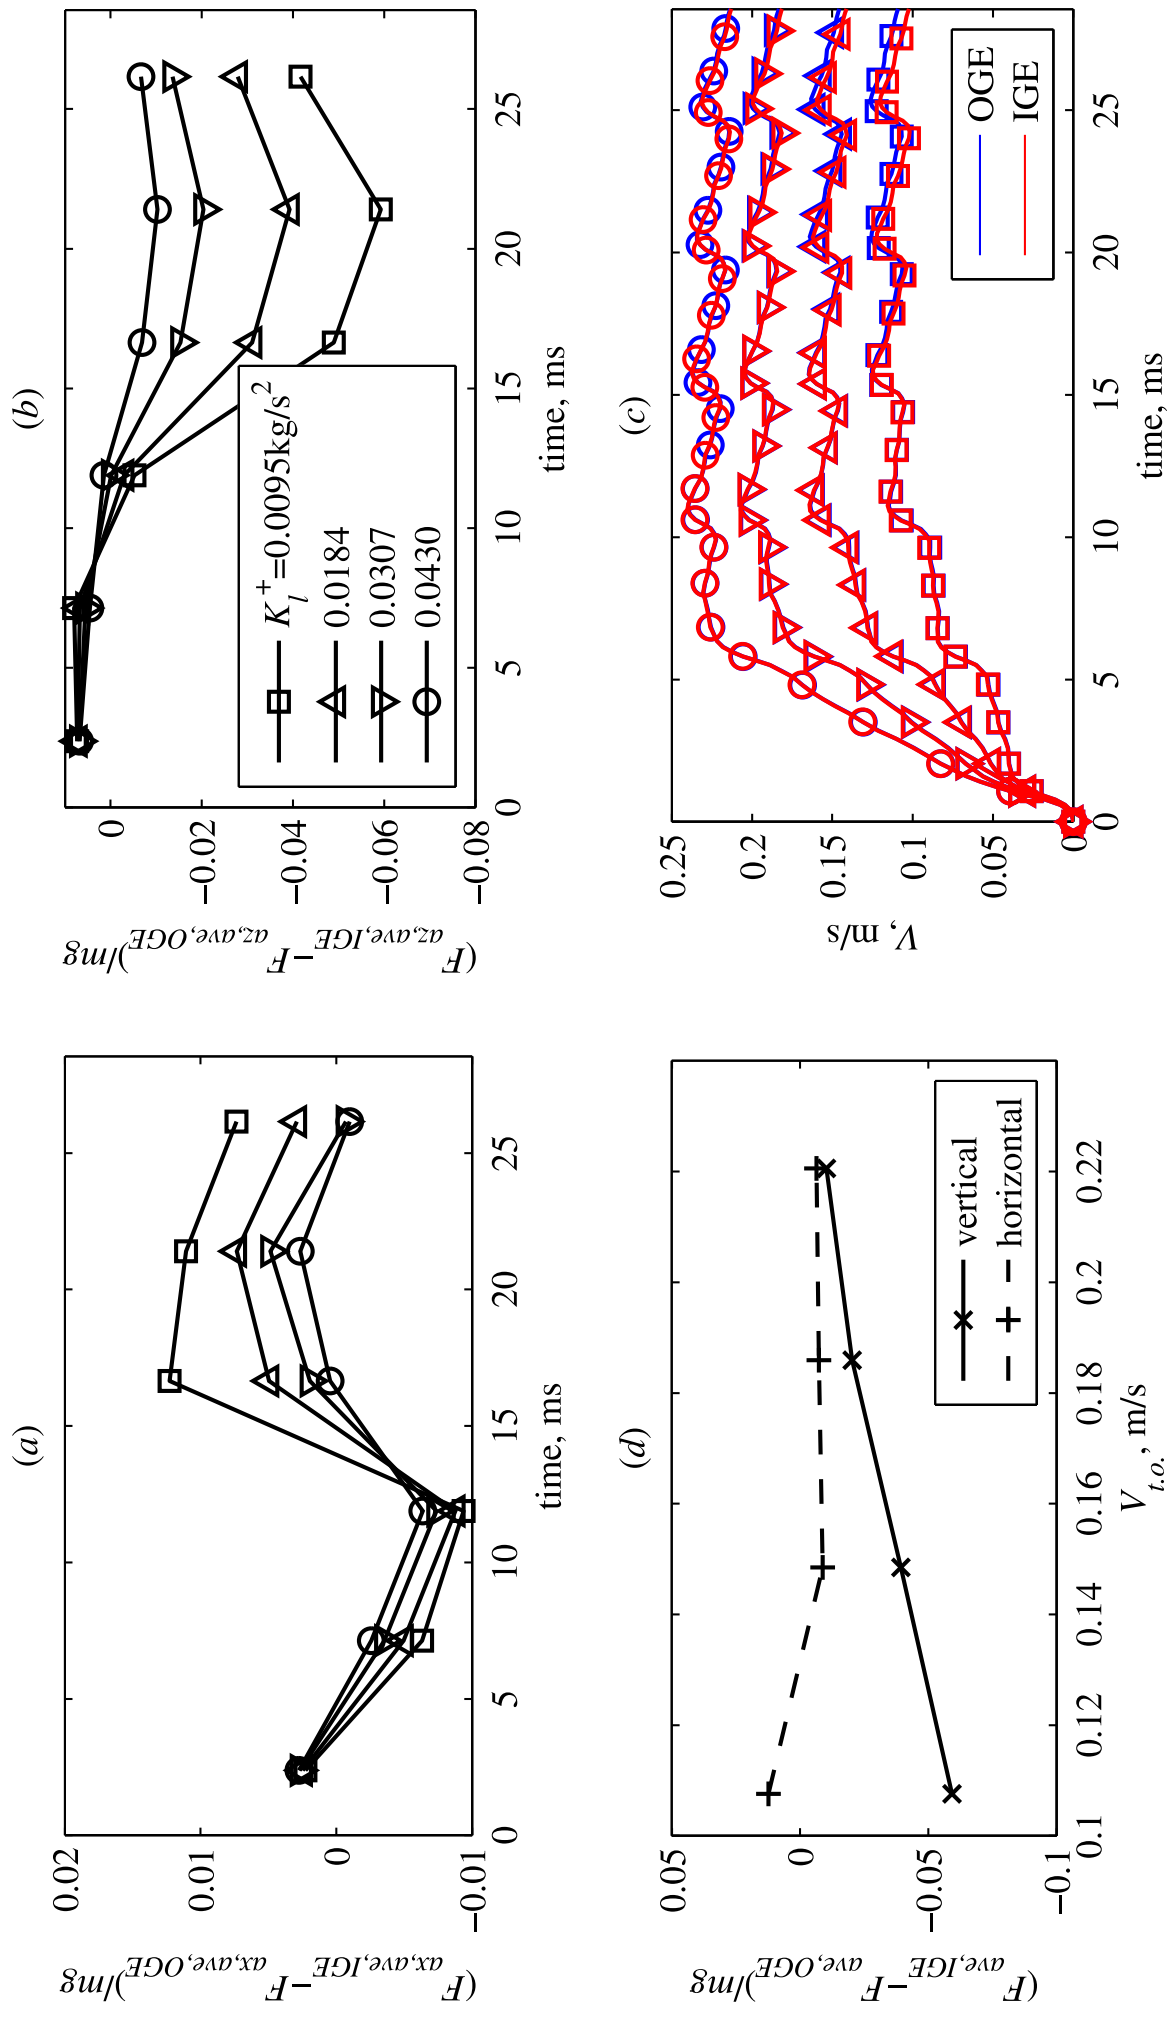 (a)
0.02
0.01
0
−0.01
(F_{ax,ave,IGE}−F_{ax,ave,OGE})/mg
0 5 10 15 20 25
time, ms
(b)
0
−0.02
−0.04
−0.06
−0.08
(F_{az,ave,IGE}−F_{az,ave,OGE})/mg
K_l^+=0.0095kg/s^2
0.0184
0.0307
0.0430
0 5 10 15 20 25
time, ms
(d)
0.05
0
−0.05
−0.1
(F_{ave,IGE}−F_{ave,OGE})/mg
vertical
horizontal
0.1 0.12 0.14 0.16 0.18 0.2 0.22
V_{t.o.}, m/s
(c)
0.25
0.2
0.15
0.1
0.05
0
V, m/s
OGE
IGE
0 5 10 15 20 25
time, ms